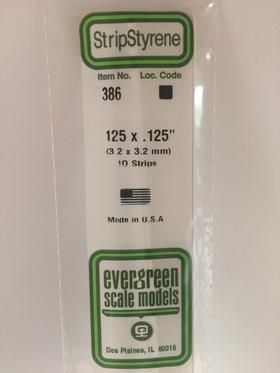 StripStyrene
Item No. Loc. Code
386
125 x .125"
(3 2 x 3.2 mm)
10 Strips
Made in U.S.A
evergreen
scale models
Des Plaines, IL 60018